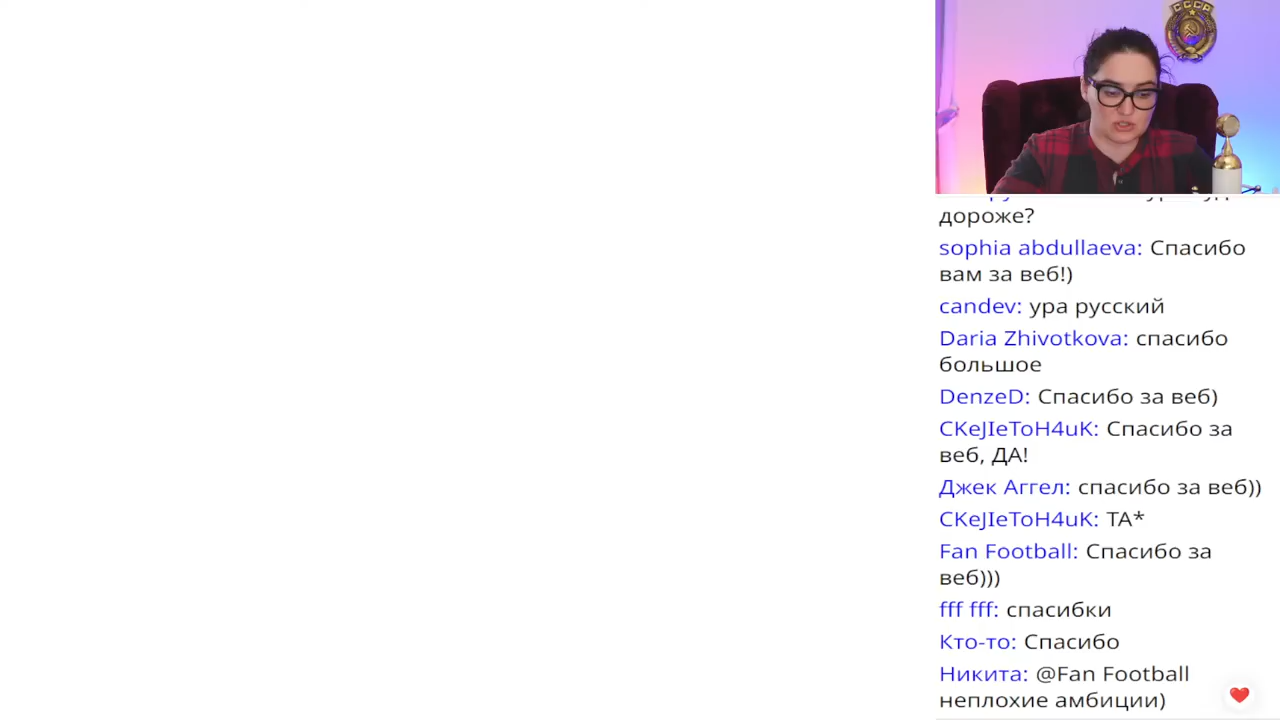 СССР
дороже?
sophia abdullaeva: Спасибо
вам за веб!)
candev: ура русский
Daria Zhivotkova: спасибо
большое
DenzeD: Спасибо за веб)
CKeJIeToH4uK: Спасибо за
веб, ДА!
Джек Аггел: спасибо за веб))
CKeJIeToH4uK: ТА*
Fan Football: Спасибо за
веб)))
fff fff: спасибки
Кто-то: Спасибо
Никита: @Fan Football
неплохие амбиции)